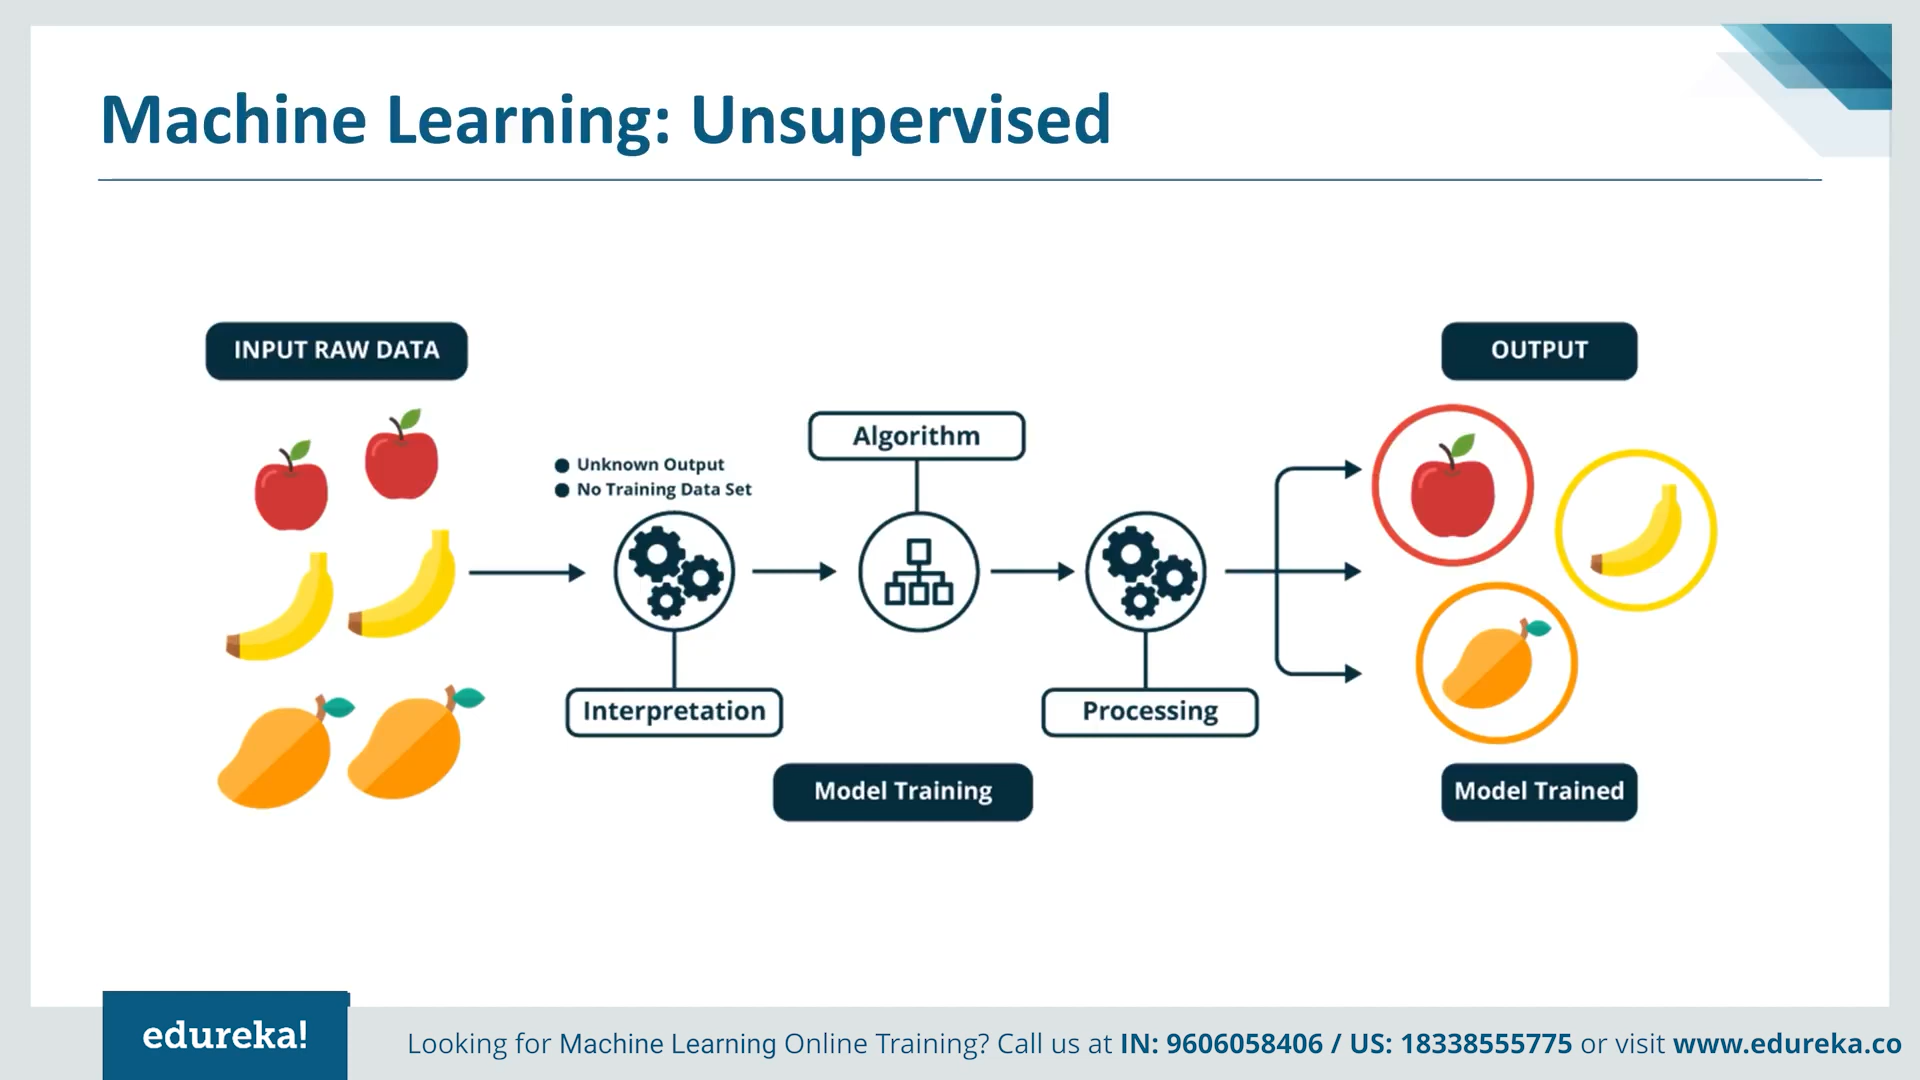 Machine Learning: Unsupervised
INPUT RAW DATA
OUTPUT
Algorithm
Unknown Output
No Training Data Set
Interpretation
Processing
Model Training
Model Trained
edureka!
Looking for Machine Learning Online Training? Call us at IN: 9606058406 / US: 18338555775 or visit www.edureka.co